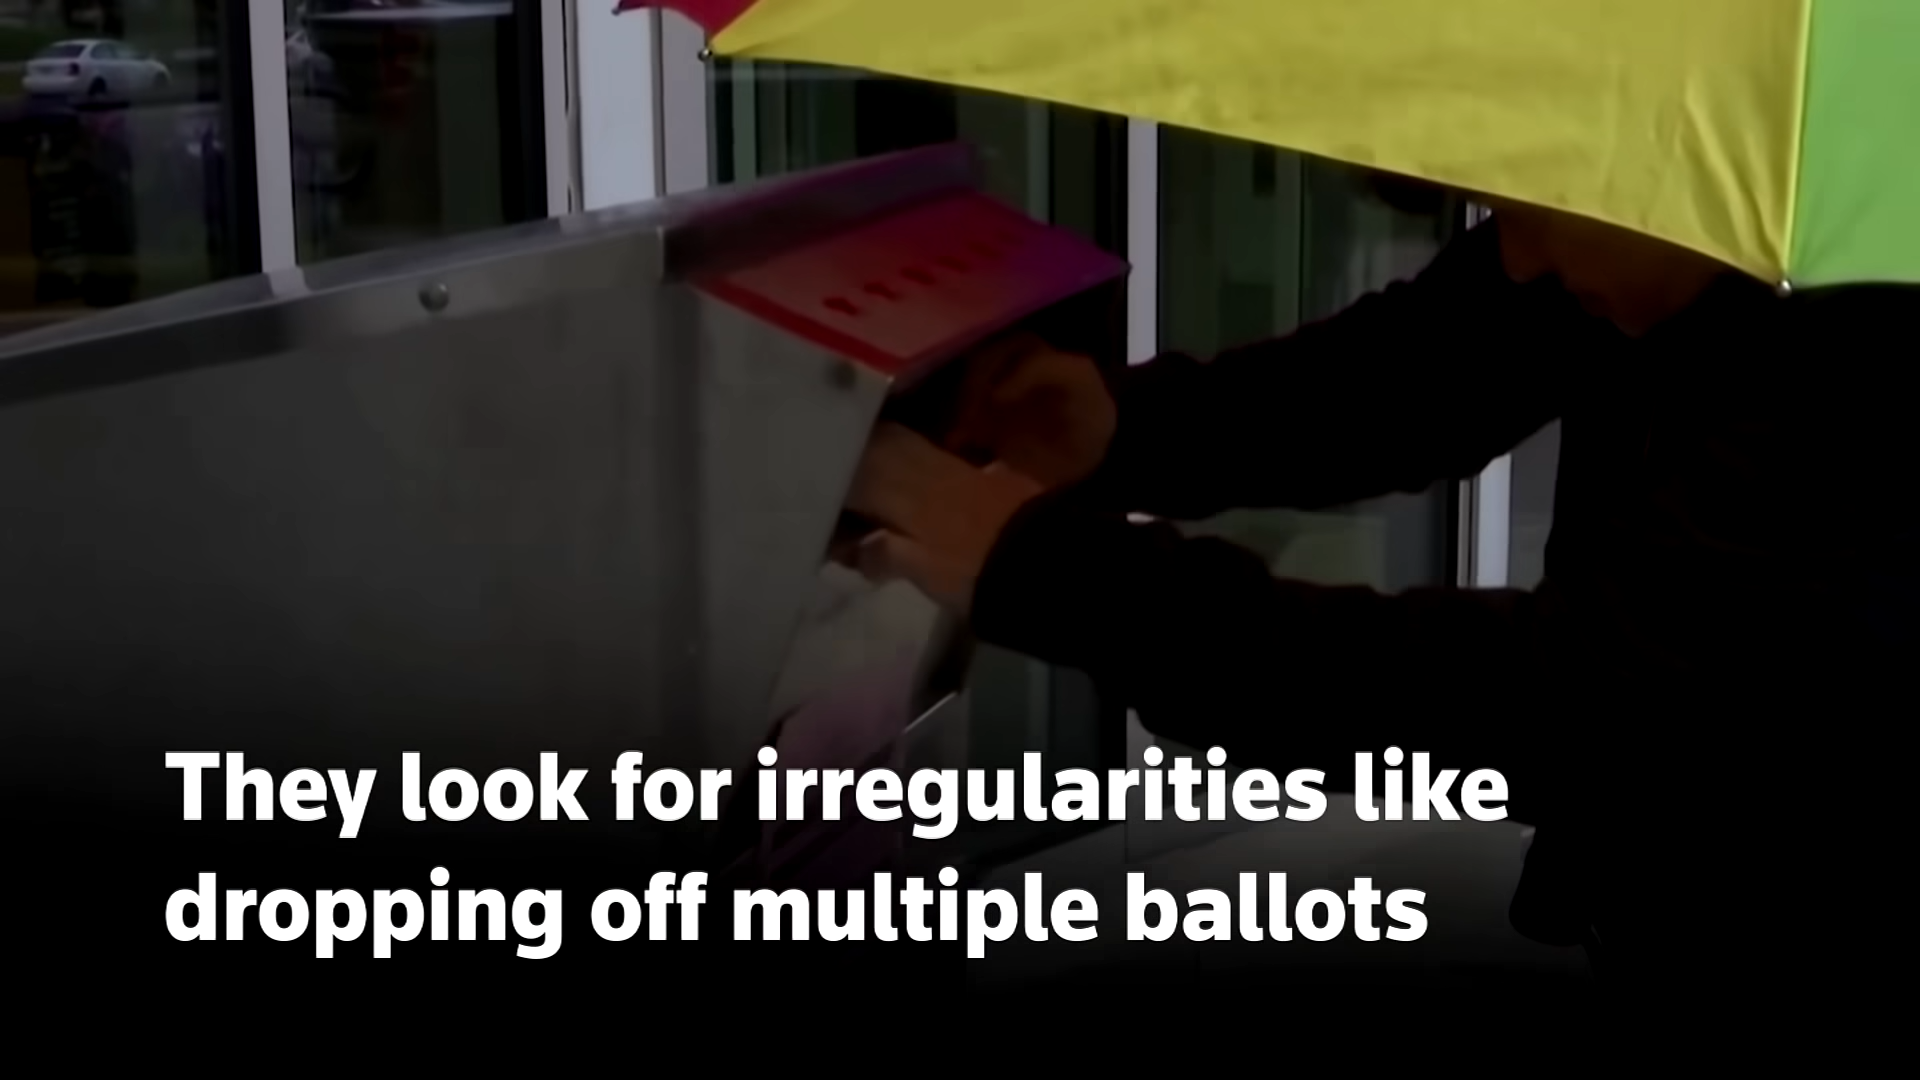 They look for irregularities like
dropping off multiple ballots